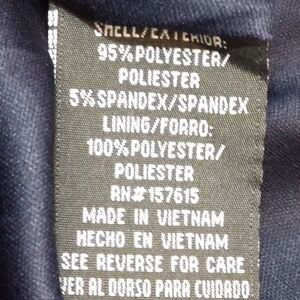 SHELL/EXTERIOR:
95% POLYESTER/
POLIESTER
5% SPANDEX/SPANDEX
LINING/FORRO:
100% POLYESTER/
POLIESTER
RN# 157615
MADE IN VIETNAM
HECHO EN VIETNAM
SEE REVERSE FOR CARE
VER AL DORSO PARA CUIDADO